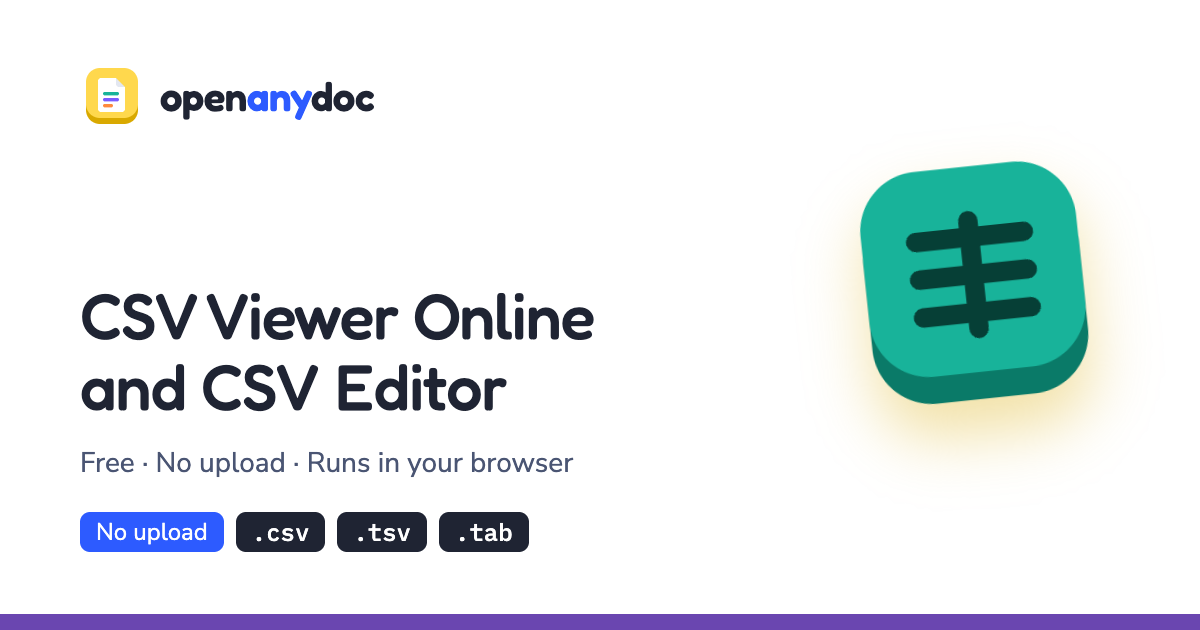 openanydoc
CSV Viewer Online
and CSV Editor
Free · No upload · Runs in your browser
No upload .csv .tsv .tab